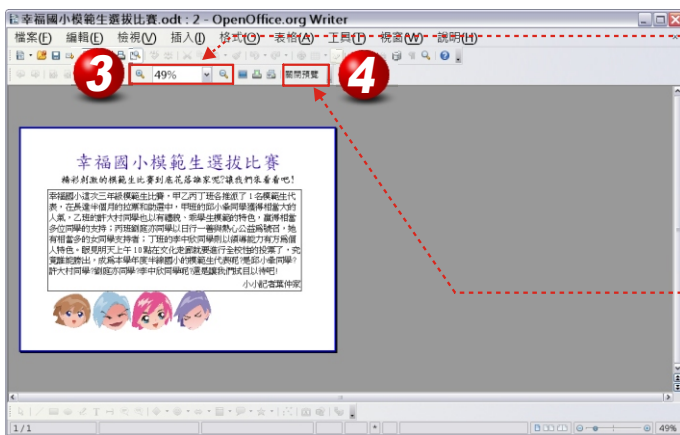 幸福國小模範生選拔比賽.odt : 2 - OpenOffice.org Writer
檔案(F) 編輯(E) 檢視(V) 插入(I) 格式(O) 表格(A) 工具(T) 視窗(W) 說明(H)
3 49% 關閉預覽 4
幸福國小模範生選拔比賽
精彩刺激的模範生比賽到底花落誰家呢?讓我們來看看吧!
幸福國小這次三年級模範生比賽，甲乙丙丁班各推派了1名模範生代
表，在長達半個月的拉票和助選中，甲班的邱小桑同學獲得相當大的
人氣，乙班的許大村同學也以有禮貌、乖學生模範的特色，贏得相當
多位同學的支持；丙班劉庭亦同學以日行一善與熱心公益為號召，她
有相當多的女同學支持者；丁班的李中欣同學則以領導能力有方為個
人特色。眼見明天上午10點在文化走廊就要進行全校性的投票了，究
竟誰能勝出，成為本學年度半線國小的模範生代表呢?是邱小桑同學?
許大村同學?劉庭亦同學?李中欣同學呢?還是讓我們拭目以待吧!
小小記者葉仲家
1/1 * 49%